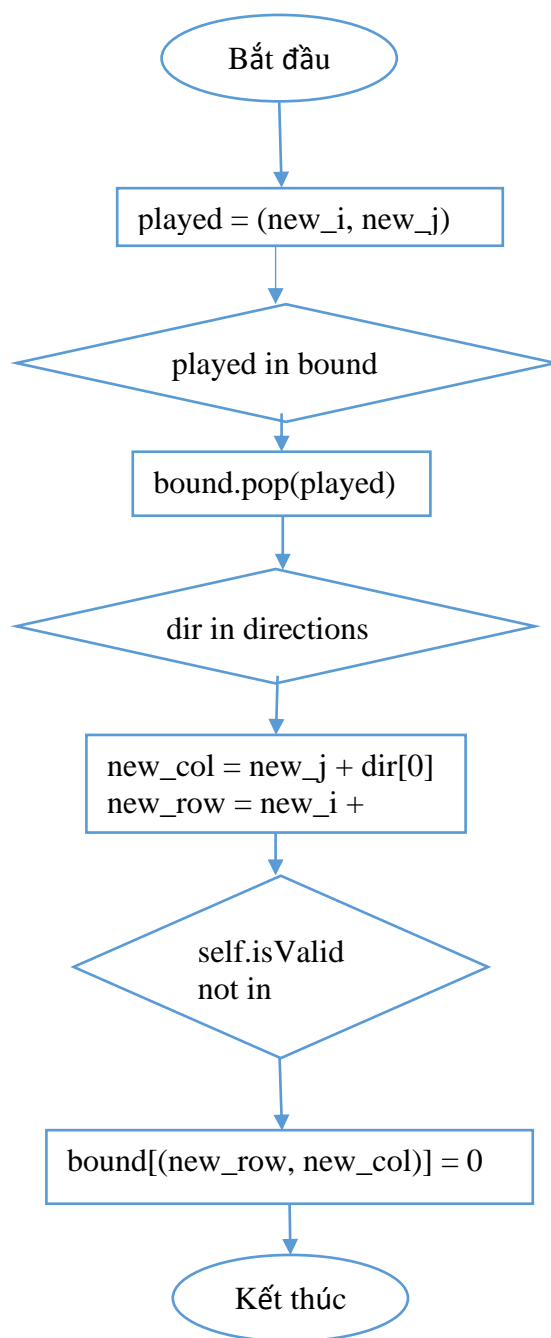 Bắt đầu
played = (new_i, new_j)
played in bound
bound.pop(played)
dir in directions
new_col = new_j + dir[0]
new_row = new_i +
self.isValid
not in
bound[(new_row, new_col)] = 0
Kết thúc